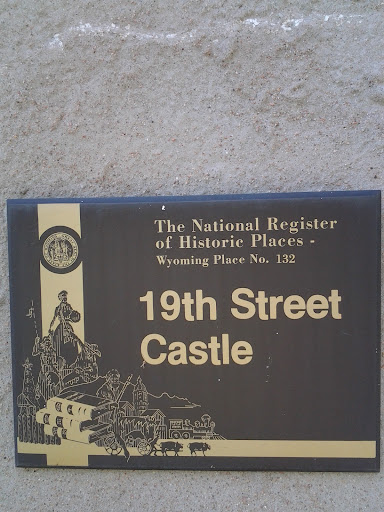 The National Register
of Historic Places -
Wyoming Place No. 132
19th Street
Castle